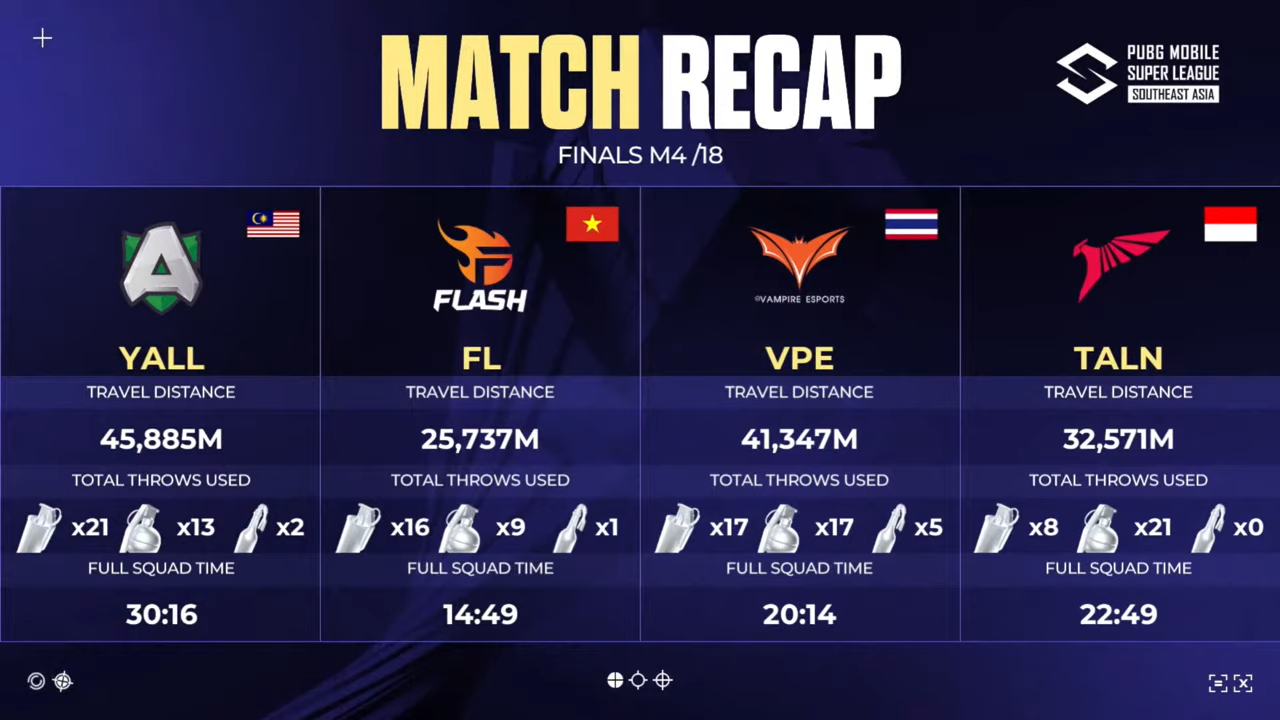 MATCH RECAP
FINALS M4 /18
PUBG MOBILE
SUPER LEAGUE
SOUTHEAST ASIA
FLASH
@VAMPIRE ESPORTS
YALL FL VPE TALN
TRAVEL DISTANCE TRAVEL DISTANCE TRAVEL DISTANCE TRAVEL DISTANCE
45,885M 25,737M 41,347M 32,571M
TOTAL THROWS USED TOTAL THROWS USED TOTAL THROWS USED TOTAL THROWS USED
x21 x13 x2 x16 x9 x1 x17 x17 x5 x8 x21 x0
FULL SQUAD TIME FULL SQUAD TIME FULL SQUAD TIME FULL SQUAD TIME
30:16 14:49 20:14 22:49